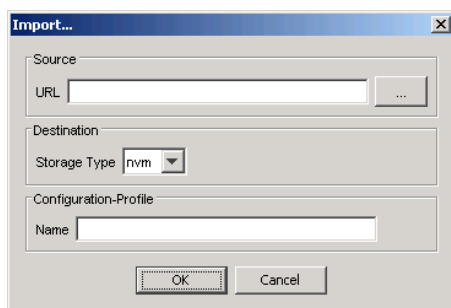 Import...
Source
URL
...
Destination
Storage Type nvm
Configuration-Profile
Name
OK Cancel